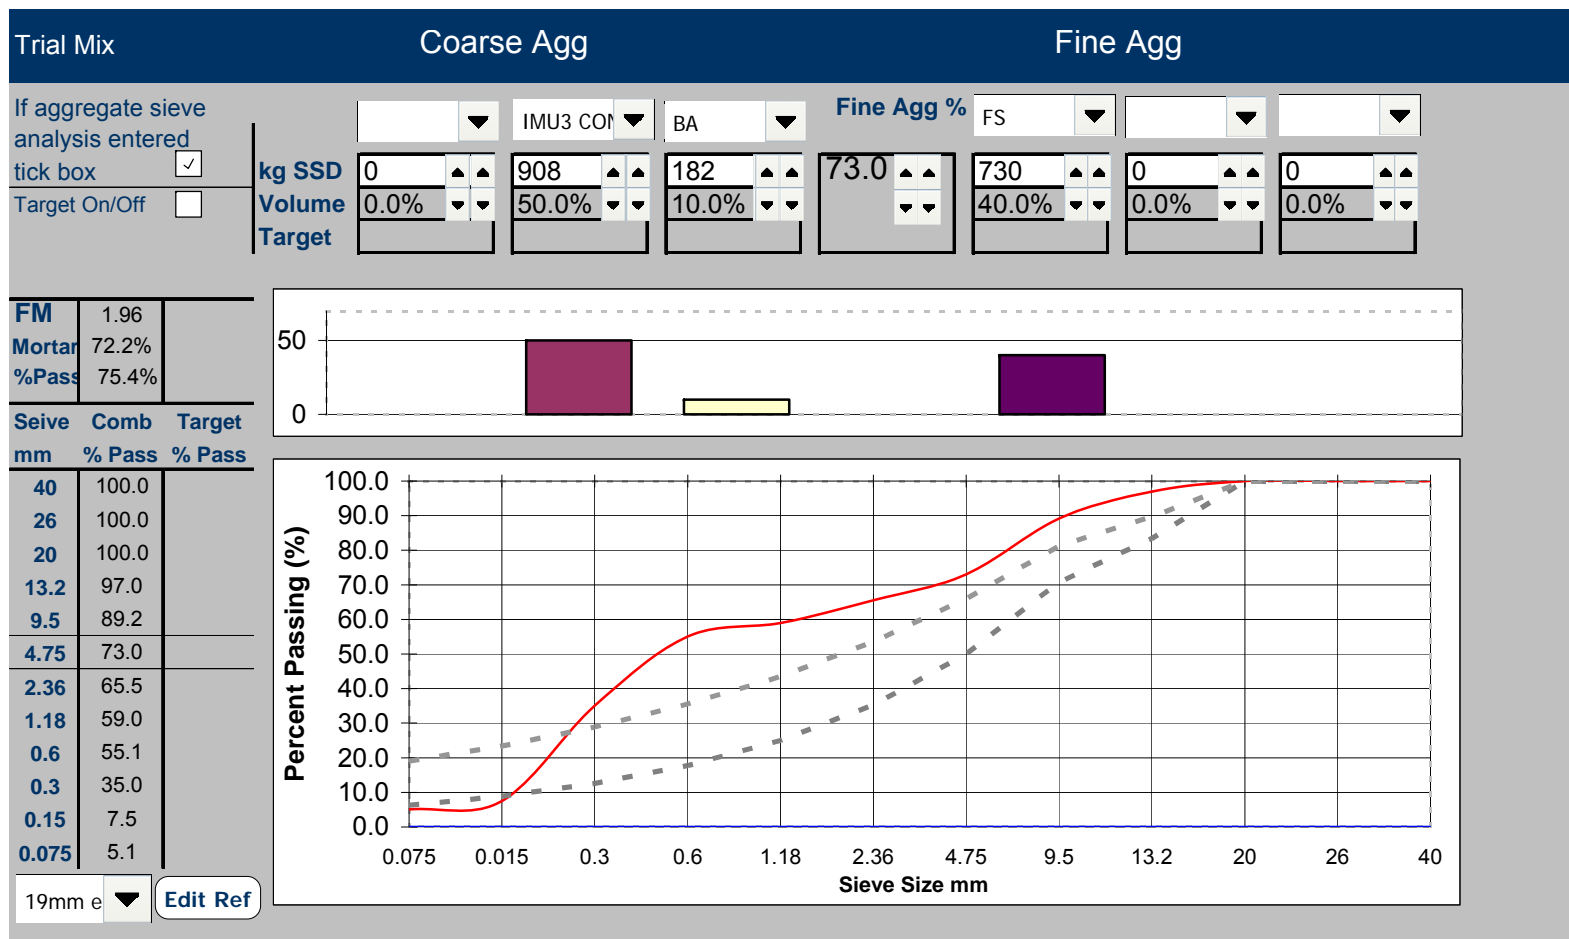 Trial Mix
Coarse Agg
Fine Agg
If aggregate sieve
analysis entered
tick box
Target On/Off
IMU3 CON
BA
Fine Agg %
FS
kg SSD
0
908
182
73.0
730
0
0
Volume
0.0%
50.0%
10.0%
40.0%
0.0%
0.0%
Target
FM
1.96
Mortar
72.2%
%Pass
75.4%
50
0
Seive
Comb
Target
mm
% Pass
% Pass
40
100.0
26
100.0
20
100.0
13.2
97.0
9.5
89.2
4.75
73.0
2.36
65.5
1.18
59.0
0.6
55.1
0.3
35.0
0.15
7.5
0.075
5.1
19mm e
Edit Ref
Percent Passing (%)
100.0
90.0
80.0
70.0
60.0
50.0
40.0
30.0
20.0
10.0
0.0
0.075
0.015
0.3
0.6
1.18
2.36
4.75
9.5
13.2
20
26
40
Sieve Size mm